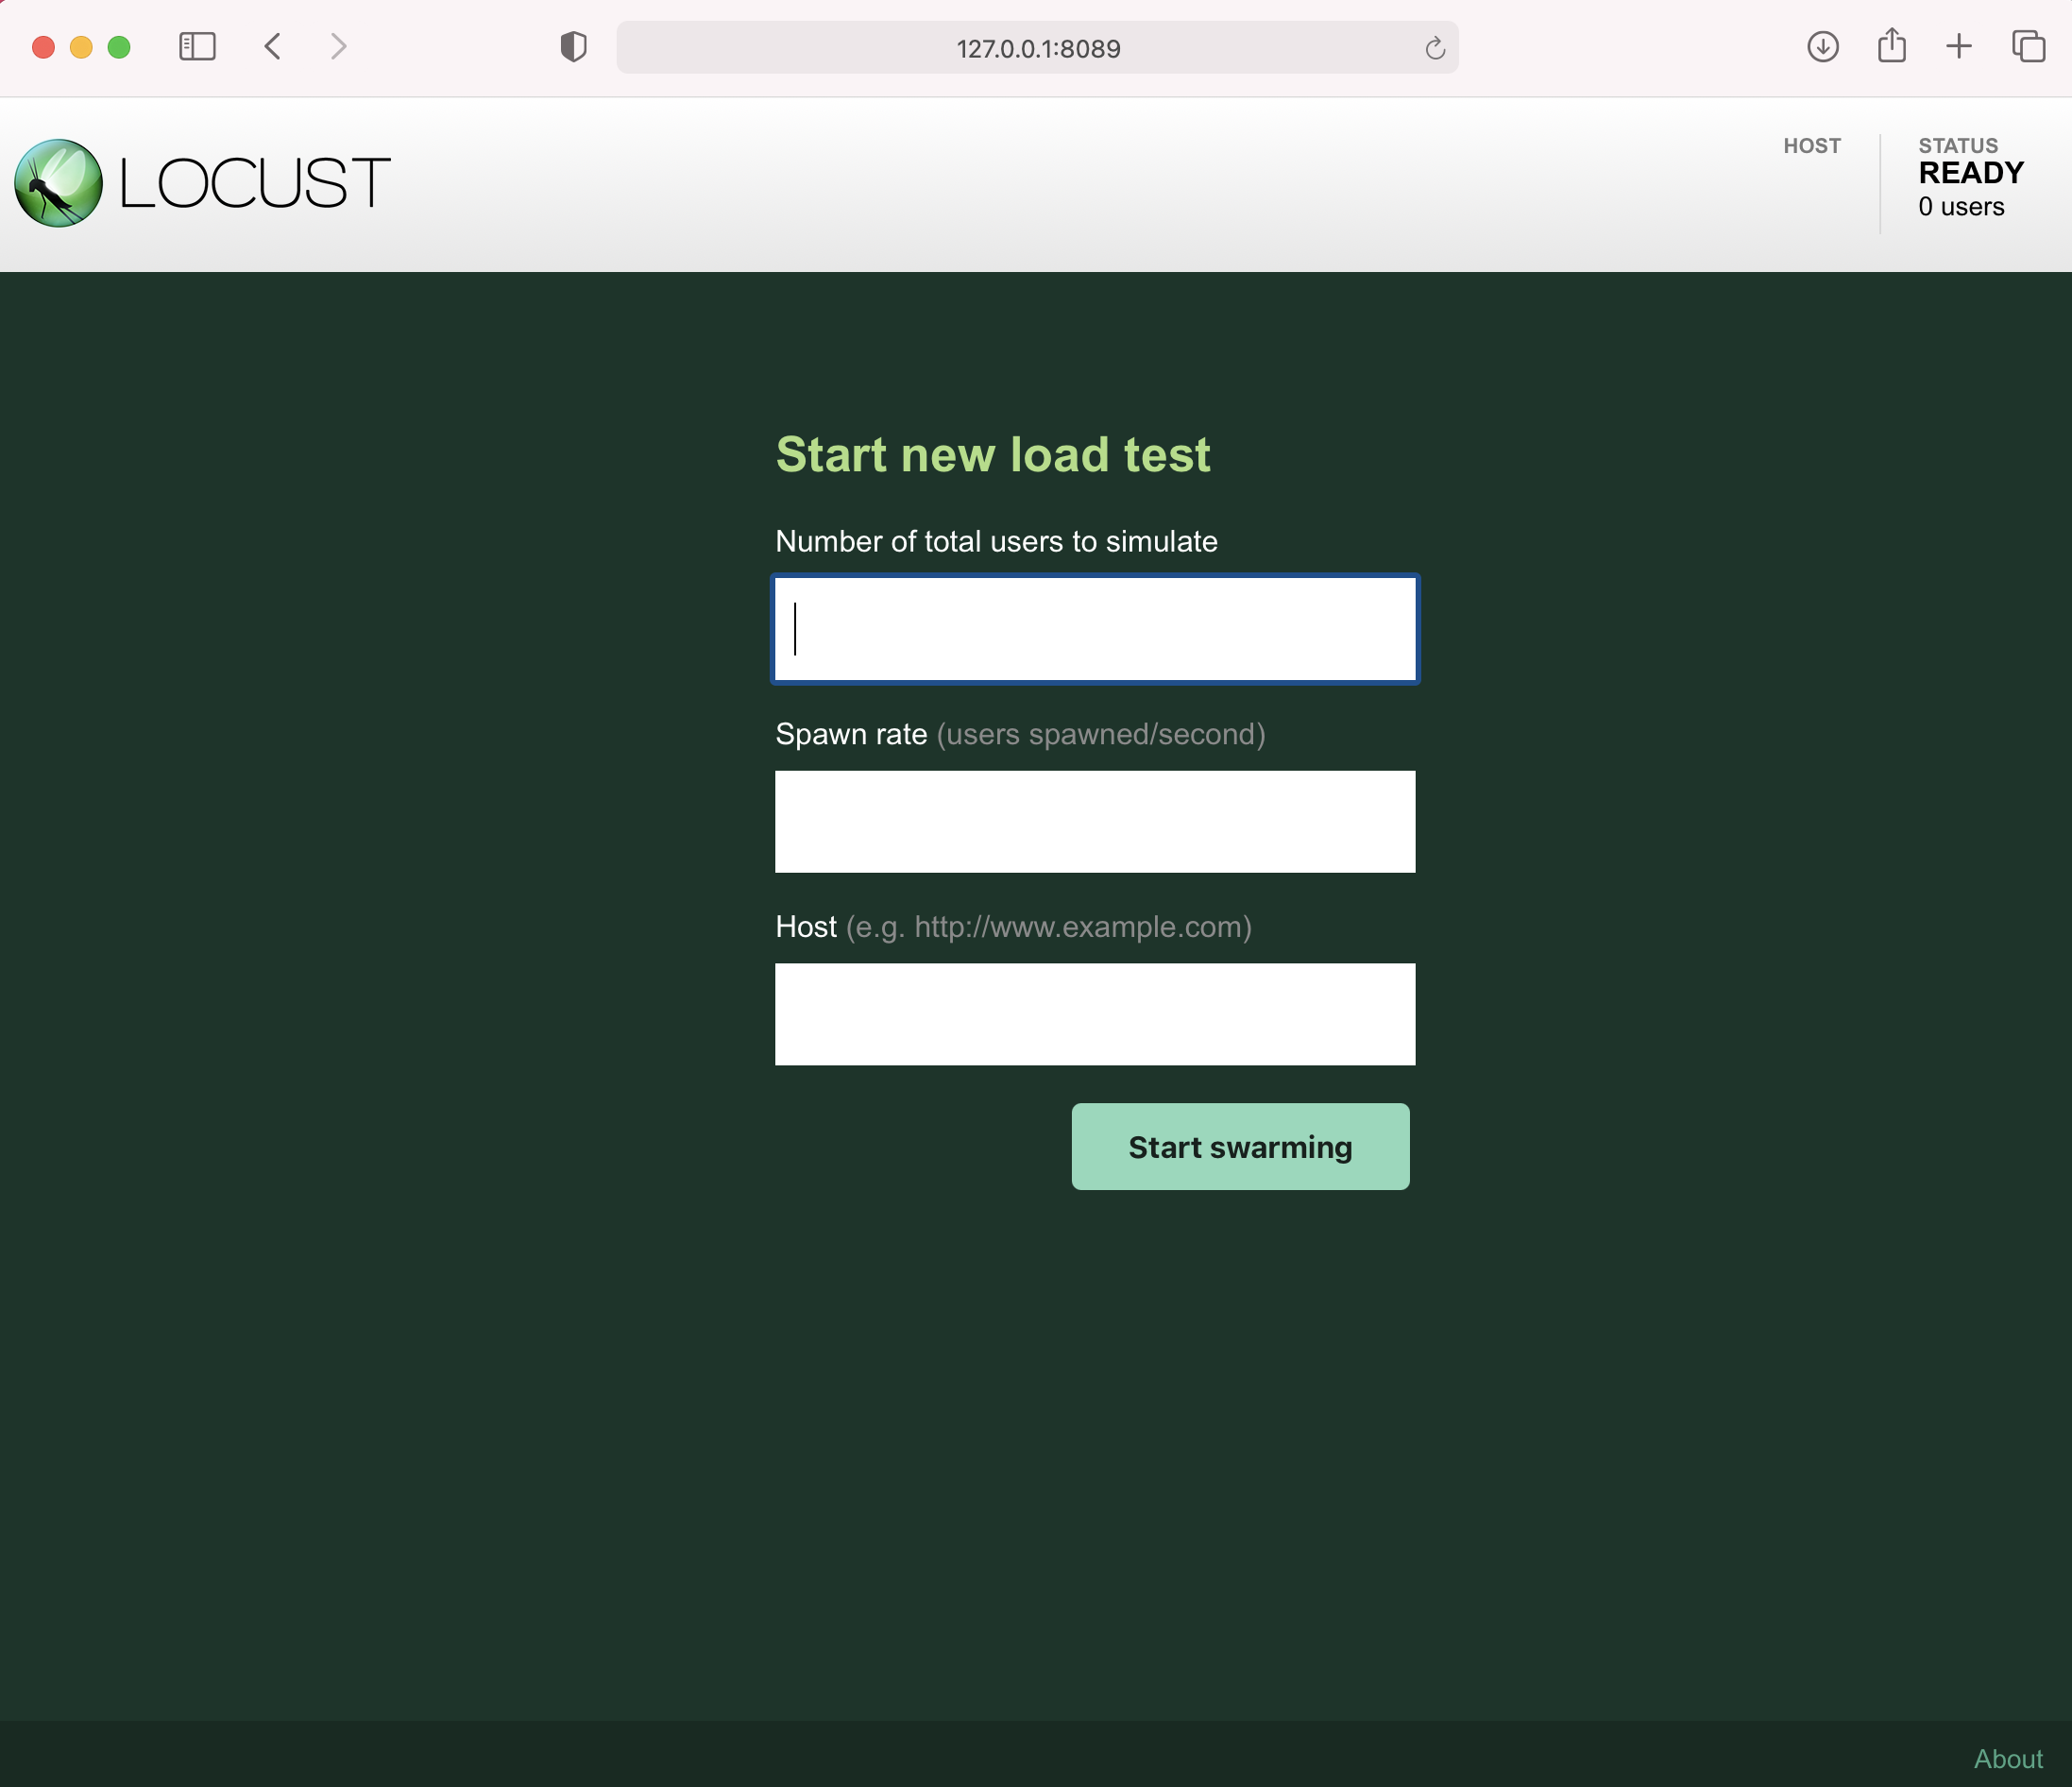 127.0.0.1:8089
LOCUST
HOST
STATUS
READY
0 users
Start new load test
Number of total users to simulate
Spawn rate (users spawned/second)
Host (e.g. http://www.example.com)
Start swarming
About